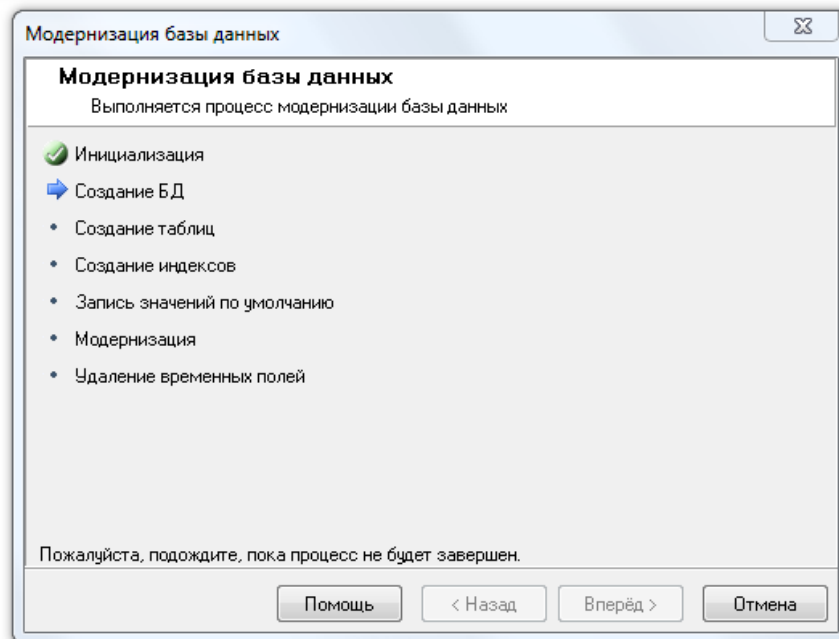 Модернизация базы данных
Модернизация базы данных
Выполняется процесс модернизации базы данных
Инициализация
Создание БД
Создание таблиц
Создание индексов
Запись значений по умолчанию
Модернизация
Удаление временных полей
Пожалуйста, подождите, пока процесс не будет завершен.
Помощь
< Назад
Вперёд >
Отмена